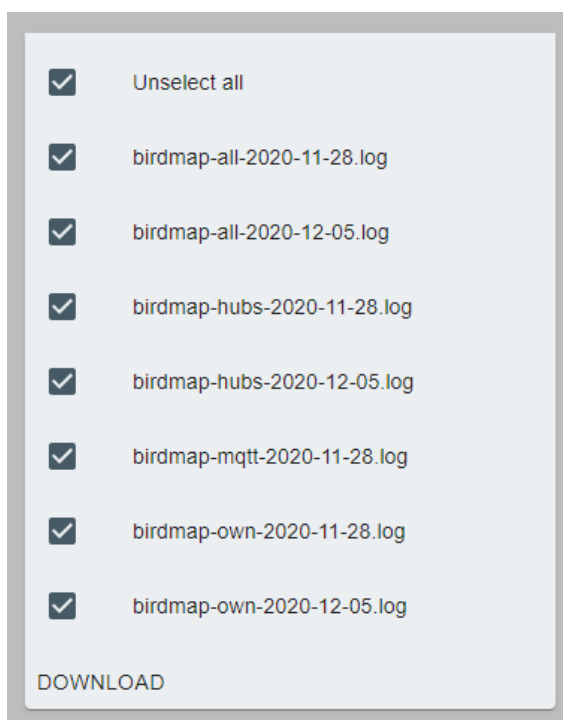 Unselect all
birdmap-all-2020-11-28.log
birdmap-all-2020-12-05.log
birdmap-hubs-2020-11-28.log
birdmap-hubs-2020-12-05.log
birdmap-mqtt-2020-11-28.log
birdmap-own-2020-11-28.log
birdmap-own-2020-12-05.log
DOWNLOAD